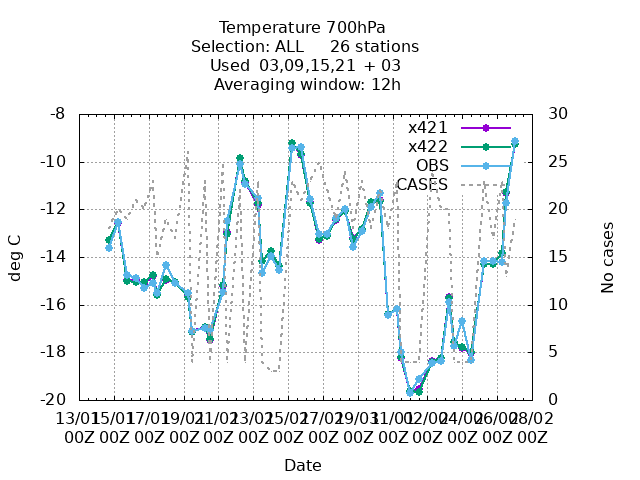 Temperature 700hPa
Selection: ALL 26 stations
Used 03,09,15,21 + 03
Averaging window: 12h
x421
x422
OBS
CASES
-8
-10
-12
-14
-16
-18
-20
deg C
30
25
20
15
10
5
0
No cases
13/01 15/01 17/01 19/01 21/01 23/01 25/01 27/01 29/01 31/01 02/02 04/02 06/02 08/02
00Z 00Z 00Z 00Z 00Z 00Z 00Z 00Z 00Z 00Z 00Z 00Z 00Z 00Z
Date